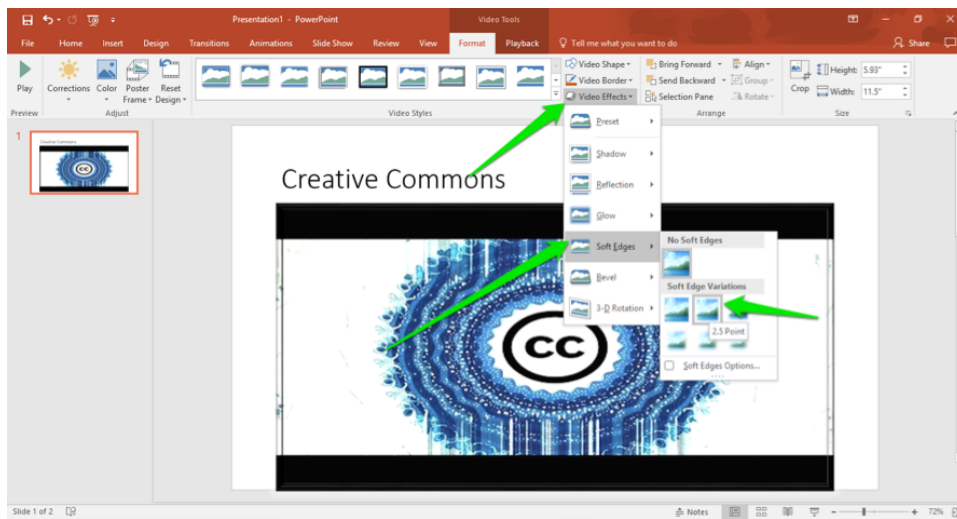 Presentation1 - PowerPoint
Video Tools
File Home Insert Design Transitions Animations Slide Show Review View Format Playback Tell me what you want to do Share
Play
Corrections Color Poster Frame Reset Design
Video Shape
Video Border
Video Effects
Bring Forward
Send Backward
Selection Pane
Align
Group
Rotate
Crop
Height: 5.93"
Width: 11.5"
Preview Adjust Video Styles Arrange Size
1
Creative Commons
Creative Commons
Preset
Shadow
Reflection
Glow
Soft Edges
Bevel
3-D Rotation
No Soft Edges
Soft Edge Variations
2.5 Point
Soft Edges Options...
cc
Slide 1 of 2
Notes
72%